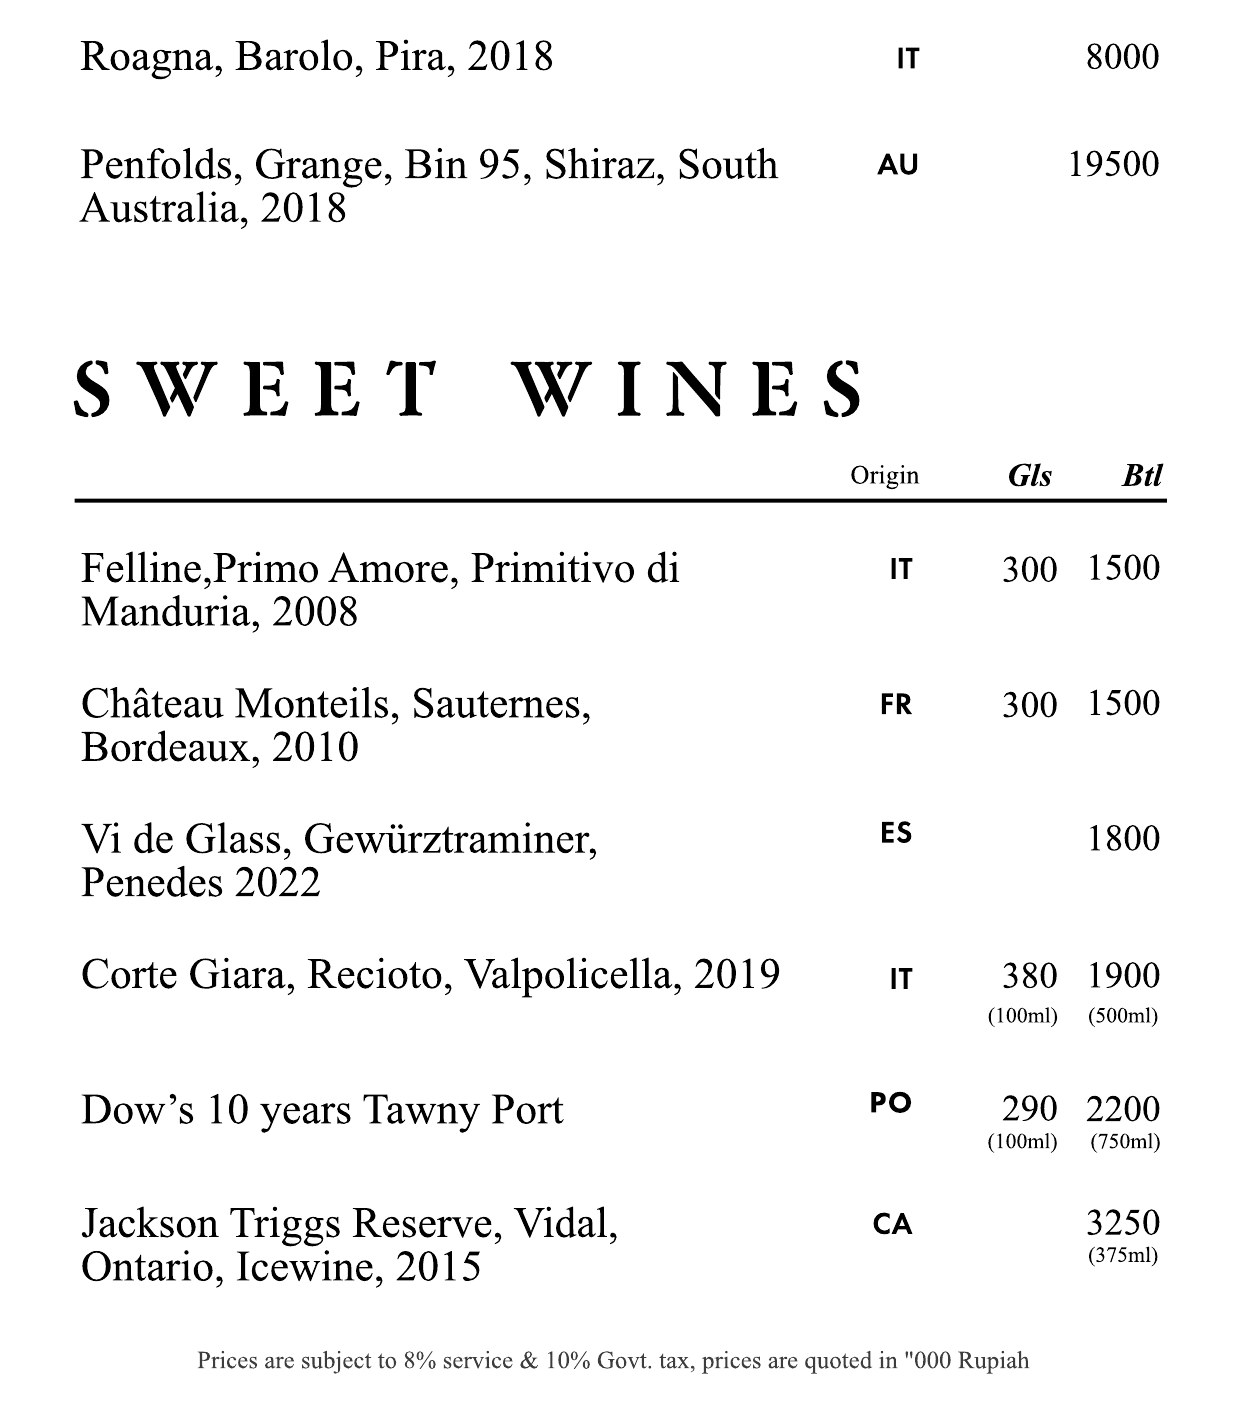 Roagna, Barolo, Pira, 2018 IT 8000
Penfolds, Grange, Bin 95, Shiraz, South AU 19500
Australia, 2018
SWEET WINES
Origin Gls Btl
Felline,Primo Amore, Primitivo di IT 300 1500
Manduria, 2008
Château Monteils, Sauternes, FR 300 1500
Bordeaux, 2010
Vi de Glass, Gewürztraminer, ES 1800
Penedes 2022
Corte Giara, Recioto, Valpolicella, 2019 IT 380 1900
(100ml) (500ml)
Dow’s 10 years Tawny Port PO 290 2200
(100ml) (750ml)
Jackson Triggs Reserve, Vidal, CA 3250
Ontario, Icewine, 2015 (375ml)
Prices are subject to 8% service & 10% Govt. tax, prices are quoted in "000 Rupiah